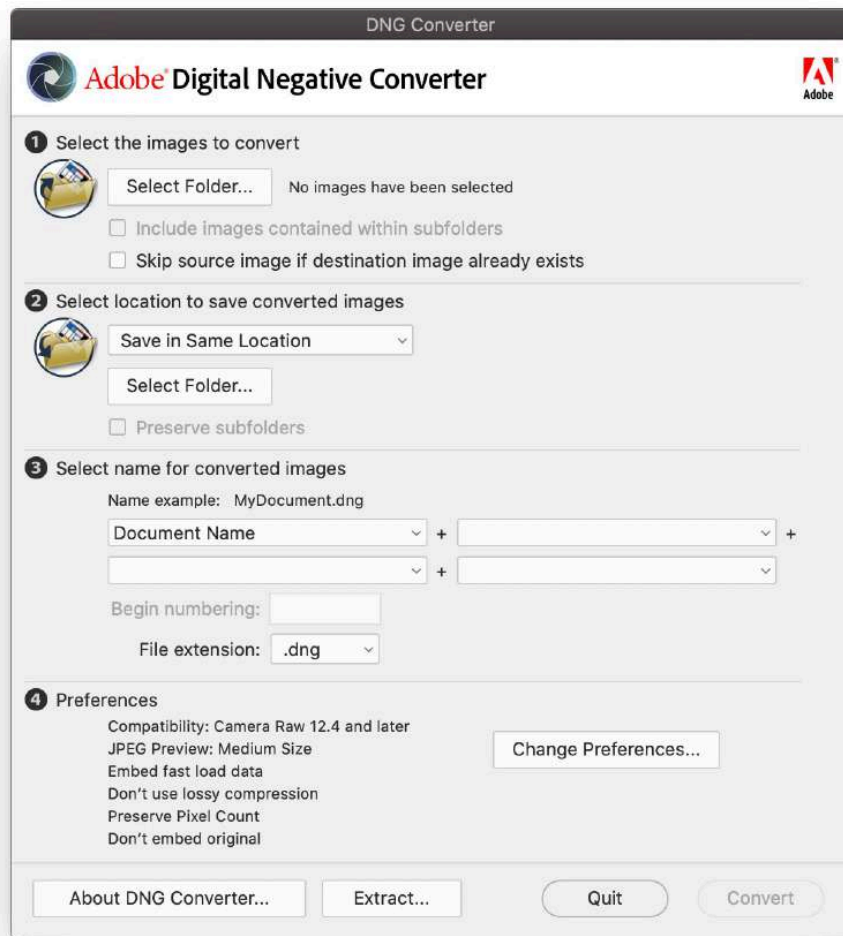 DNG Converter
Adobe® Digital Negative Converter
Adobe
1 Select the images to convert
Select Folder... No images have been selected
Include images contained within subfolders
Skip source image if destination image already exists
2 Select location to save converted images
Save in Same Location
Select Folder...
Preserve subfolders
3 Select name for converted images
Name example: MyDocument.dng
Document Name + +
+
Begin numbering:
File extension: .dng
4 Preferences
Compatibility: Camera Raw 12.4 and later
JPEG Preview: Medium Size
Change Preferences...
Embed fast load data
Don't use lossy compression
Preserve Pixel Count
Don't embed original
About DNG Converter... Extract... Quit Convert